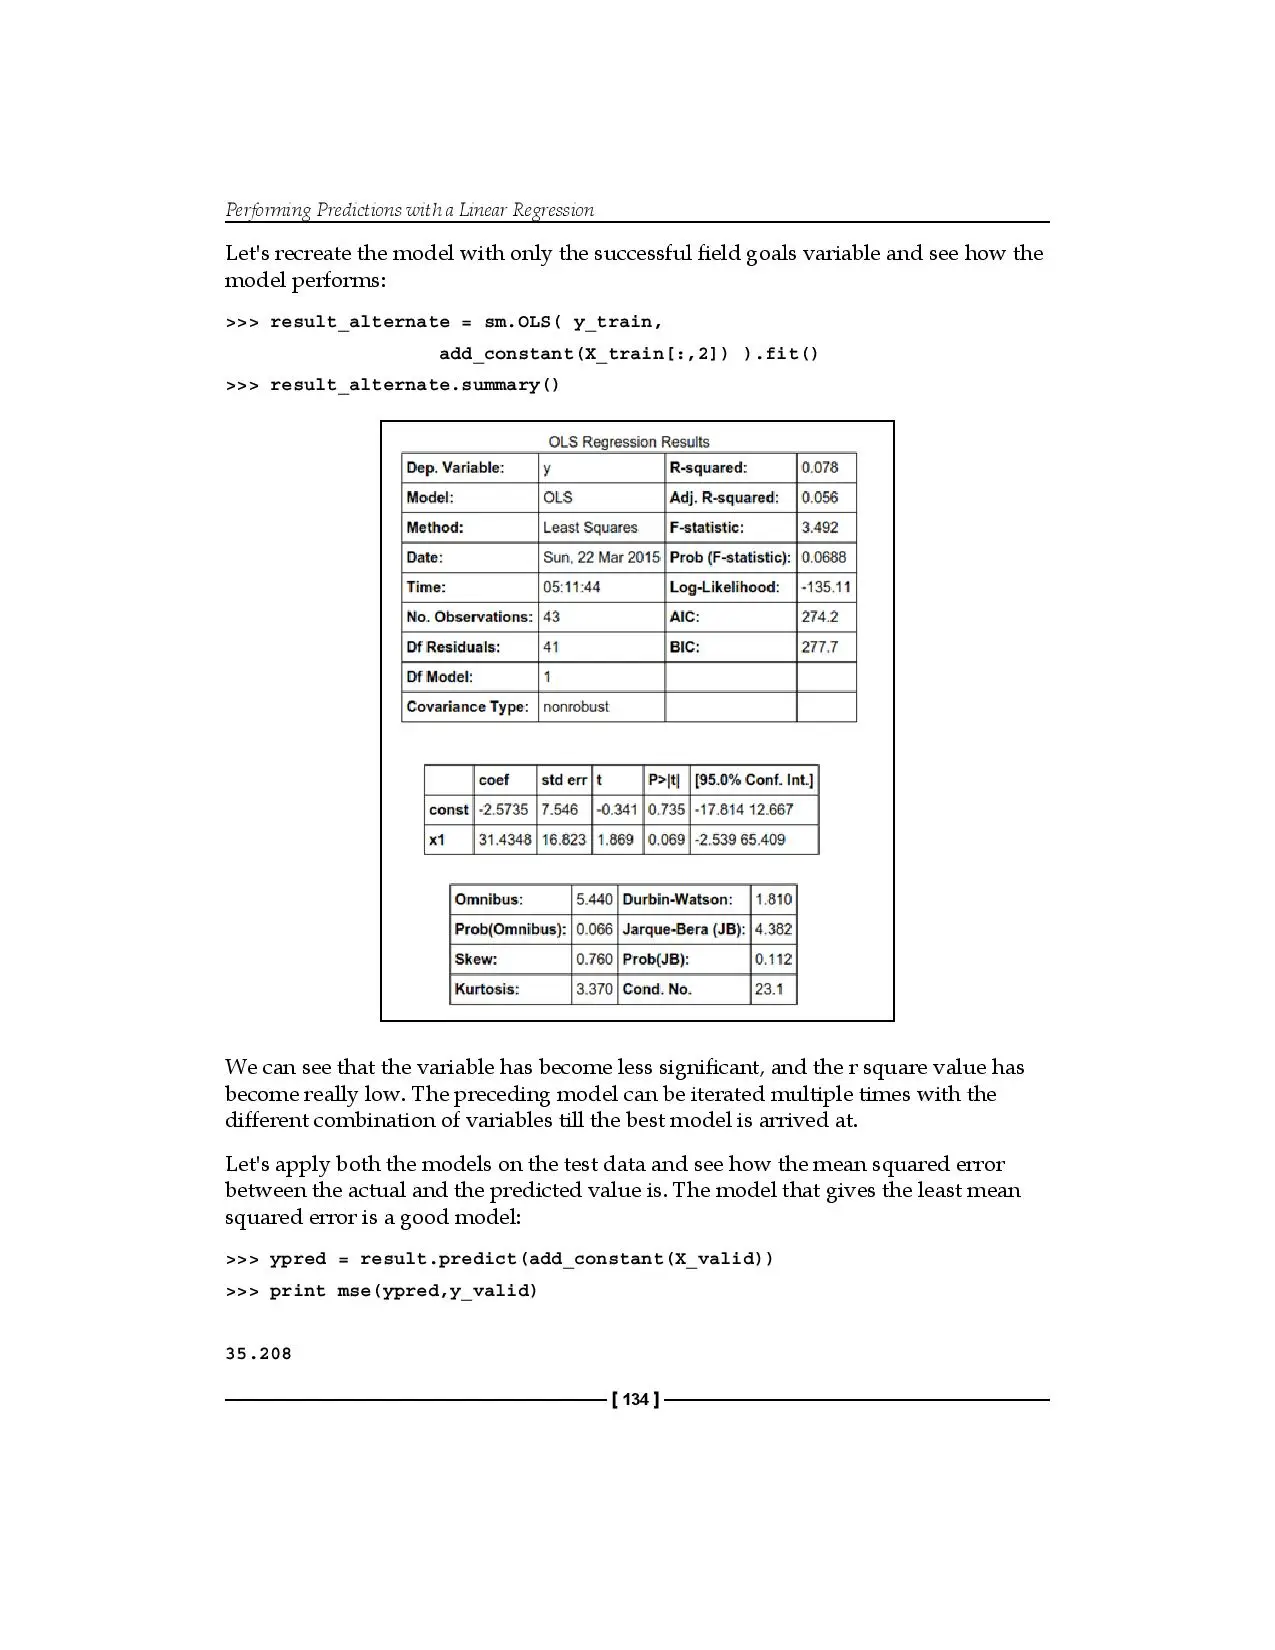 Performing Predictions with a Linear Regression
Let's recreate the model with only the successful field goals variable and see how the
model performs:
>>> result_alternate = sm.OLS( y_train,
add_constant(X_train[:,2]) ).fit()
>>> result_alternate.summary()
OLS Regression Results
Dep. Variable: y R-squared: 0.078
Model: OLS Adj. R-squared: 0.056
Method: Least Squares F-statistic: 3.492
Date: Sun, 22 Mar 2015 Prob (F-statistic): 0.0688
Time: 05:11:44 Log-Likelihood: -135.11
No. Observations: 43 AIC: 274.2
Df Residuals: 41 BIC: 277.7
Df Model: 1
Covariance Type: nonrobust
coef std err t P>|t| [95.0% Conf. Int.]
const -2.5735 7.546 -0.341 0.735 -17.814 12.667
x1 31.4348 16.823 1.869 0.069 -2.539 65.409
Omnibus: 5.440 Durbin-Watson: 1.810
Prob(Omnibus): 0.066 Jarque-Bera (JB): 4.382
Skew: 0.760 Prob(JB): 0.112
Kurtosis: 3.370 Cond. No. 23.1
We can see that the variable has become less significant, and the r square value has
become really low. The preceding model can be iterated multiple times with the
different combination of variables till the best model is arrived at.
Let's apply both the models on the test data and see how the mean squared error
between the actual and the predicted value is. The model that gives the least mean
squared error is a good model:
>>> ypred = result.predict(add_constant(X_valid))
>>> print mse(ypred,y_valid)
35.208
[ 134 ]